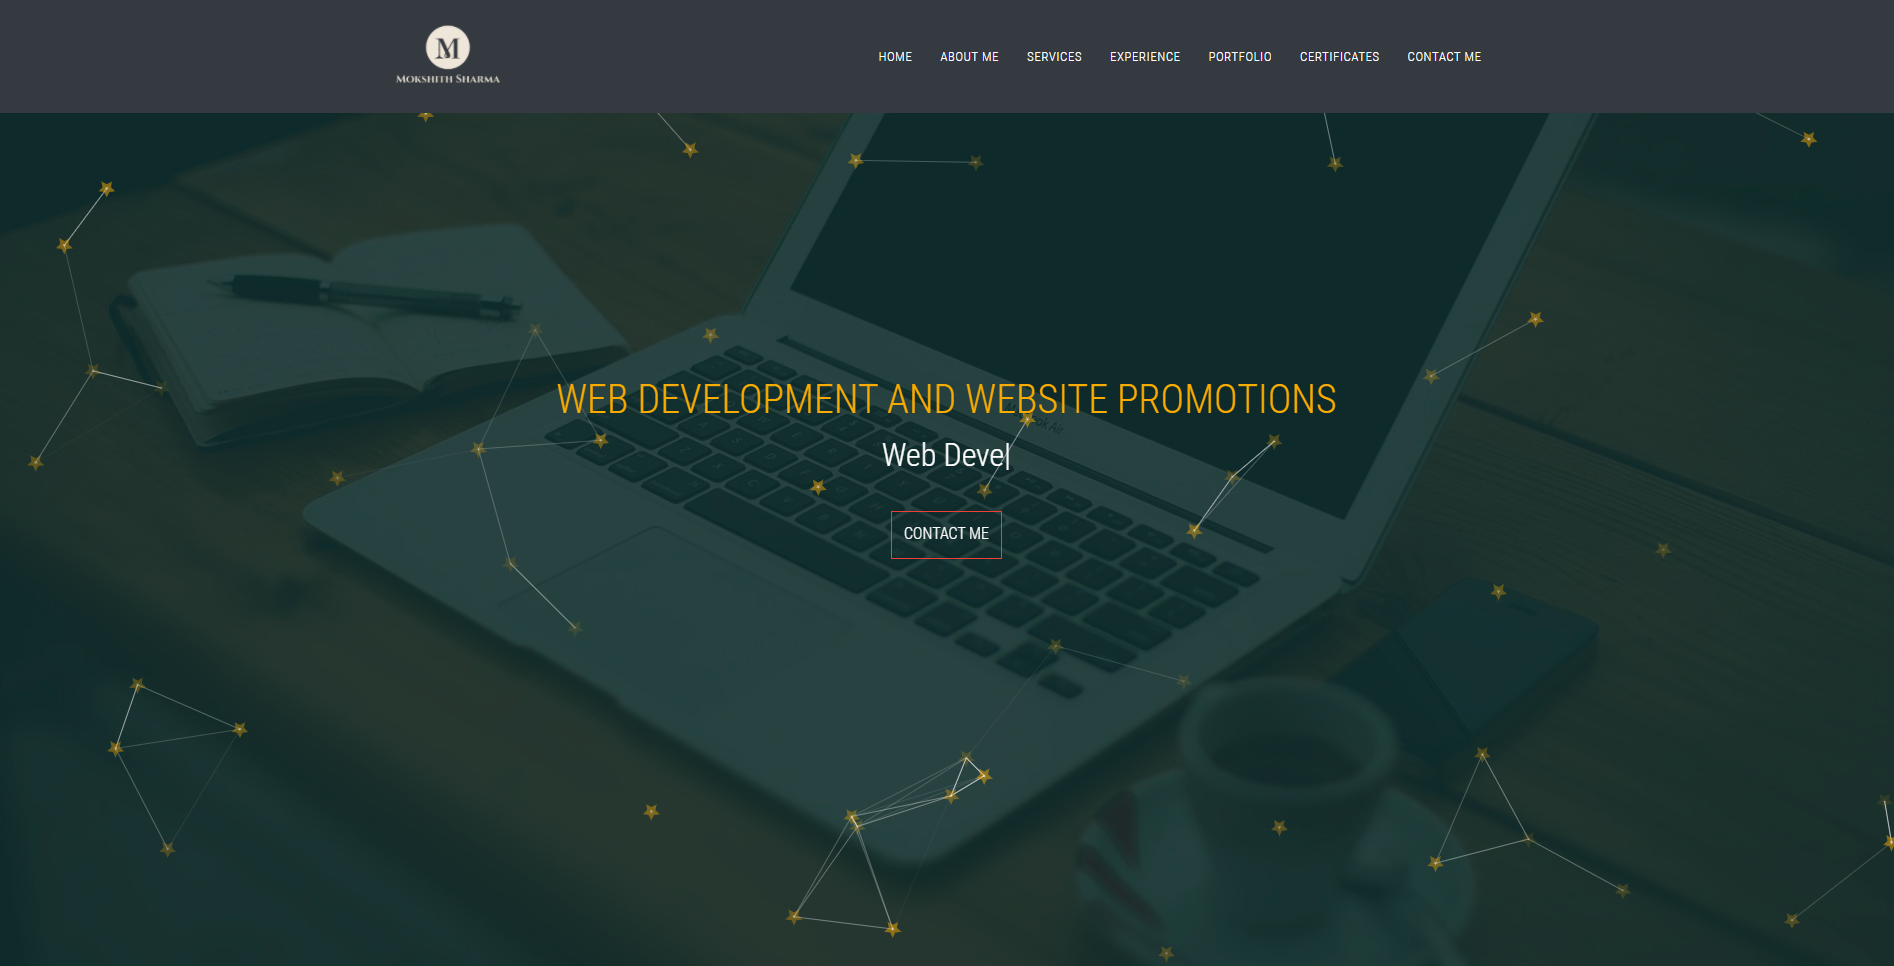 M
MOKSHITH SHARMA
HOME ABOUT ME SERVICES EXPERIENCE PORTFOLIO CERTIFICATES CONTACT ME
WEB DEVELOPMENT AND WEBSITE PROMOTIONS
Web Deve|
CONTACT ME